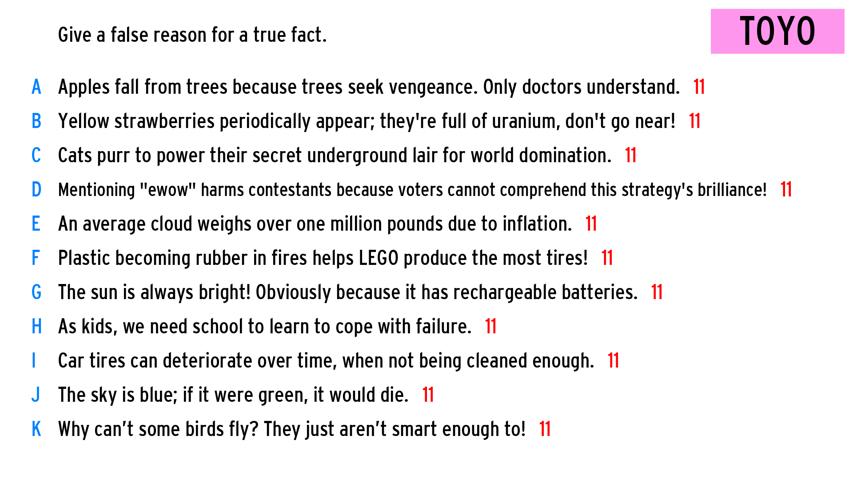 Give a false reason for a true fact.
TOYO
A Apples fall from trees because trees seek vengeance. Only doctors understand. 11
B Yellow strawberries periodically appear; they're full of uranium, don't go near! 11
C Cats purr to power their secret underground lair for world domination. 11
D Mentioning "ewow" harms contestants because voters cannot comprehend this strategy's brilliance! 11
E An average cloud weighs over one million pounds due to inflation. 11
F Plastic becoming rubber in fires helps LEGO produce the most tires! 11
G The sun is always bright! Obviously because it has rechargeable batteries. 11
H As kids, we need school to learn to cope with failure. 11
I Car tires can deteriorate over time, when not being cleaned enough. 11
J The sky is blue; if it were green, it would die. 11
K Why can’t some birds fly? They just aren’t smart enough to! 11